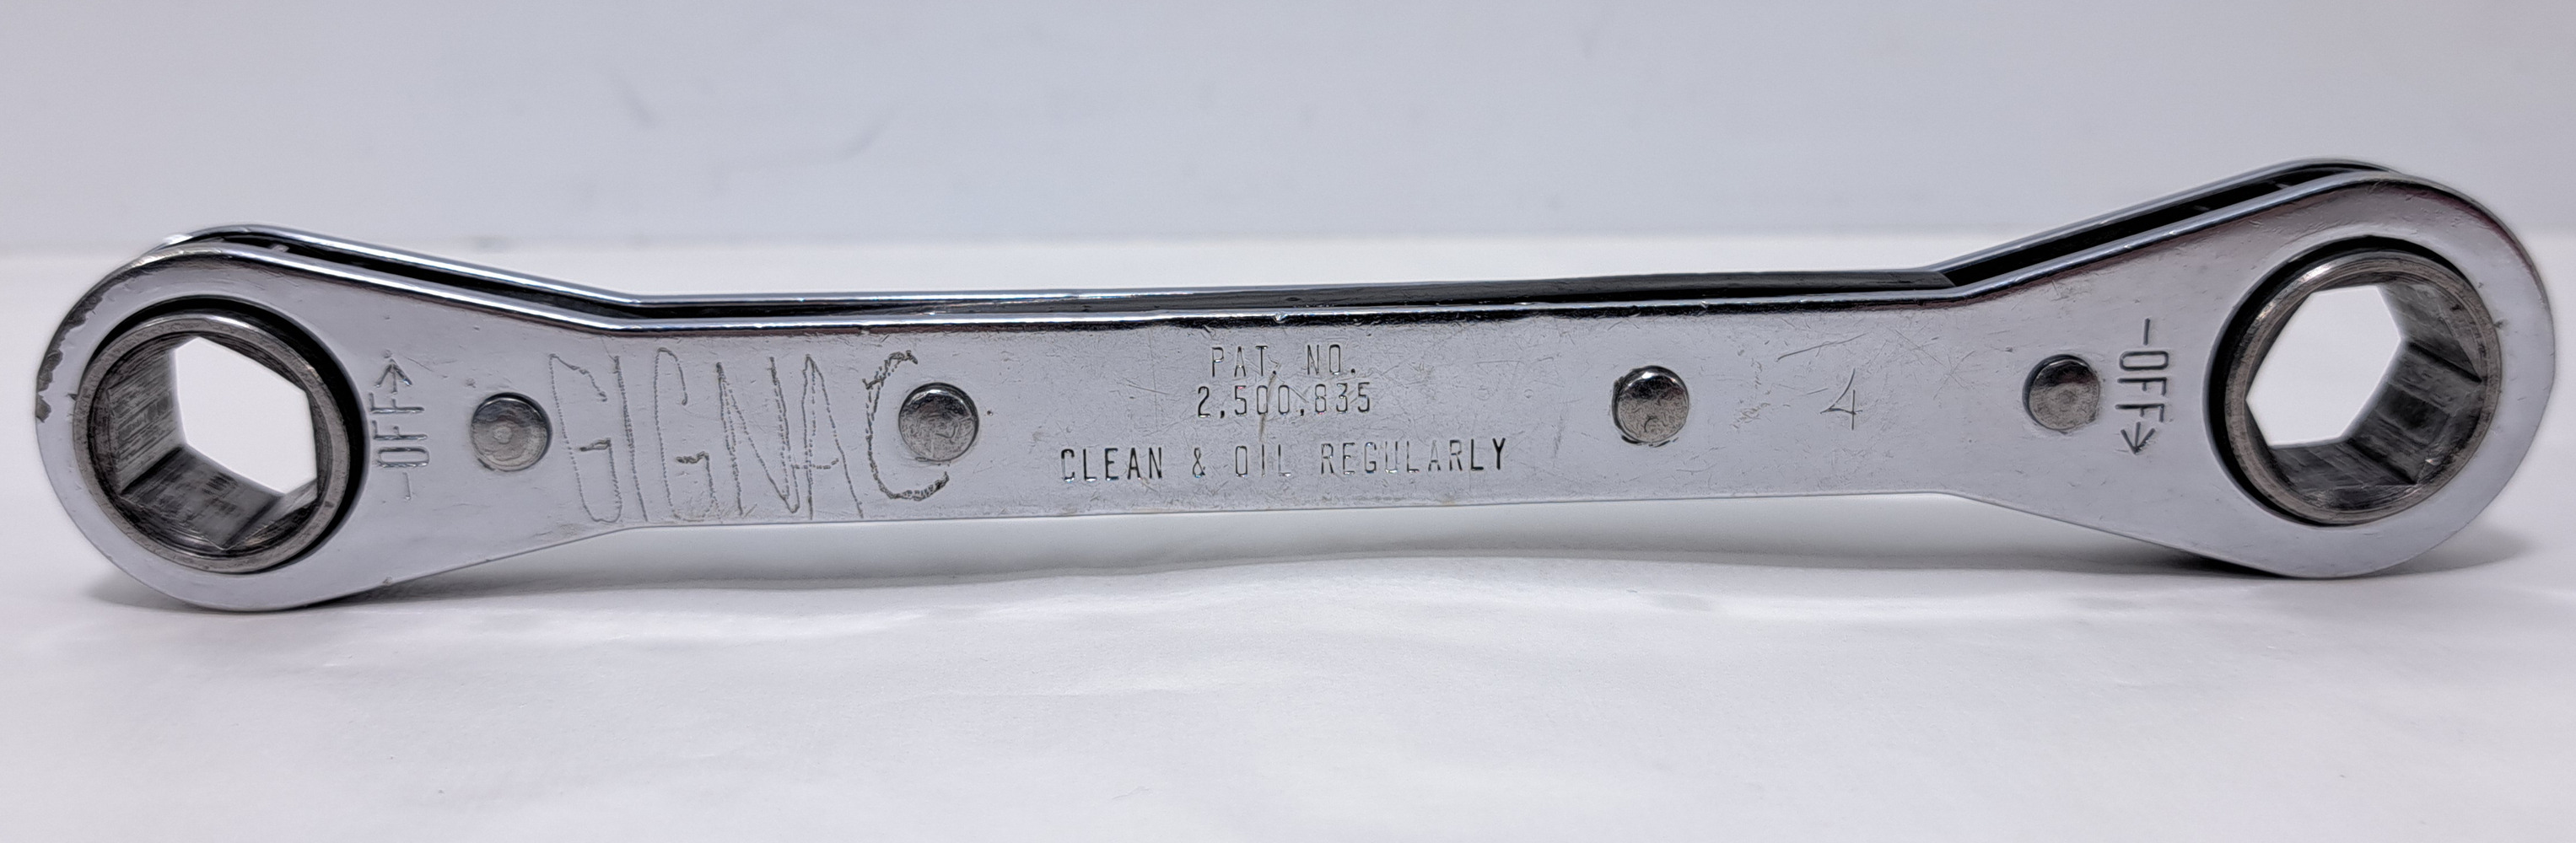 -OFF→
GIGNAC
PAT. NO.
2,500,835
CLEAN & OIL REGULARLY
4
-OFF→